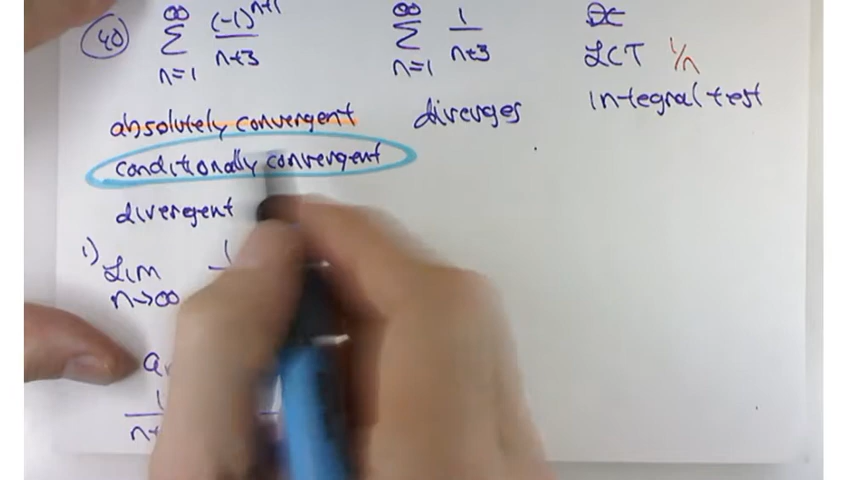 40 ∞ Σ n=1 (-1)^(n+1) / n+3
∞ Σ n=1 1 / n+3
DC
LCT 1/n
integral test
absolutely convergent
diverges
conditionally convergent
divergent
1) Lim n→∞